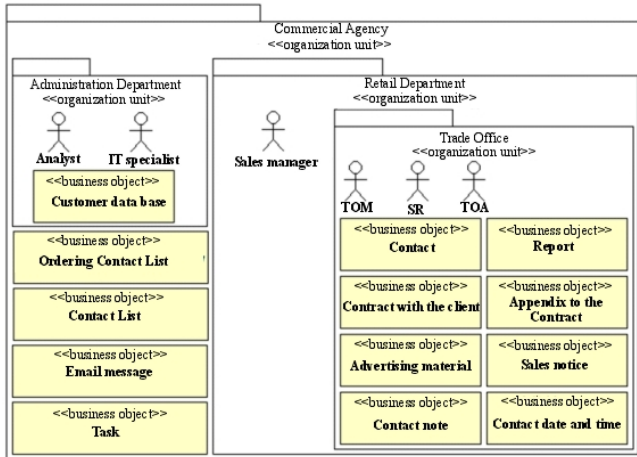 Commercial Agency
<<organization unit>>
Administration Department
<<organization unit>>
Analyst
IT specialist
<<business object>>
Customer data base
<<business object>>
Ordering Contact List
<<business object>>
Contact List
<<business object>>
Email message
<<business object>>
Task
Retail Department
<<organization unit>>
Sales manager
Trade Office
<<organization unit>>
TOM
SR
TOA
<<business object>>
Contact
<<business object>>
Report
<<business object>>
Contract with the client
<<business object>>
Appendix to the
Contract
<<business object>>
Advertising material
<<business object>>
Sales notice
<<business object>>
Contact note
<<business object>>
Contact date and time